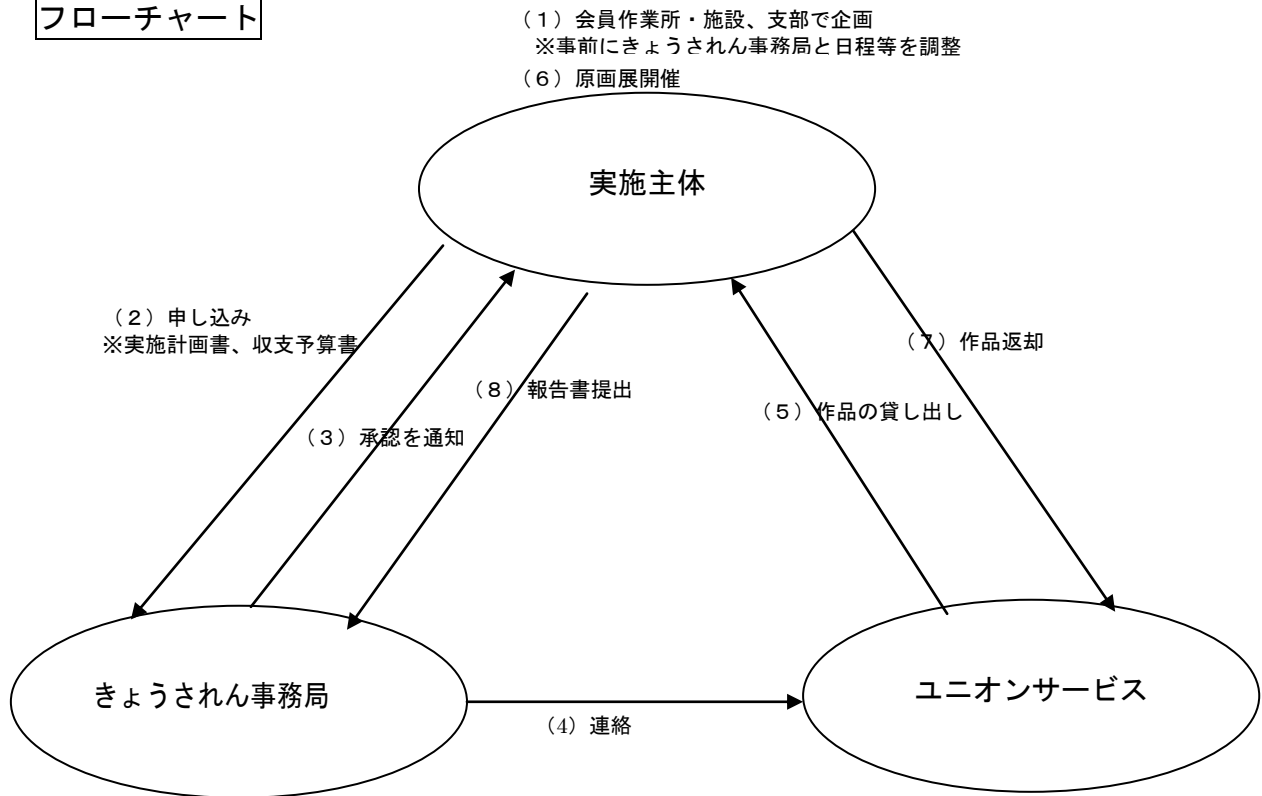 フローチャート
（１）会員作業所・施設、支部で企画
※事前にきょうされん事務局と日程等を調整
（６）原画展開催
実施主体
（２）申し込み
※実施計画書、収支予算書
（７）作品返却
（８）報告書提出
（５）作品の貸し出し
（３）承認を通知
きょうされん事務局
ユニオンサービス
（4）連絡